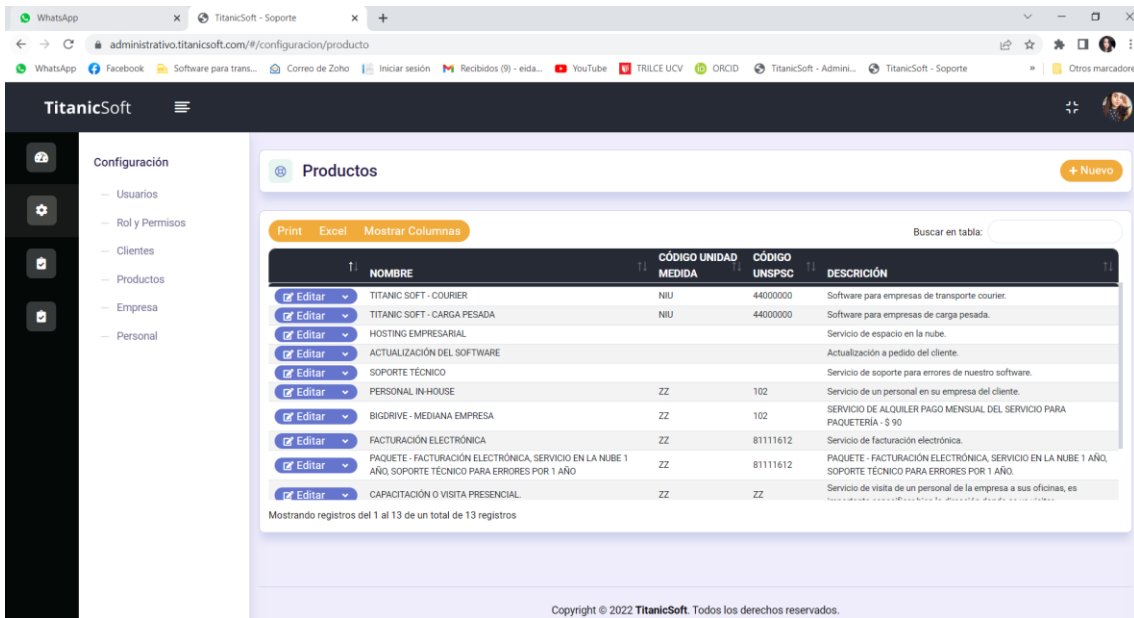 WhatsApp
TitanicSoft - Soporte
administrativo.titanicsoft.com/#/configuracion/producto
WhatsApp Facebook Software para trans... Correo de Zoho Iniciar sesión Recibidos (9) - eida... YouTube TRILCE UCV ORCID TitanicSoft - Admini... TitanicSoft - Soporte » Otros marcadore
TitanicSoft
Configuración
Usuarios
Rol y Permisos
Clientes
Productos
Empresa
Personal
Productos
+ Nuevo
Print Excel Mostrar Columnas
Buscar en tabla:
NOMBRE CÓDIGO UNIDAD MEDIDA CÓDIGO UNSPSC DESCRICIÓN
Editar TITANIC SOFT - COURIER NIU 44000000 Software para empresas de transporte courier.
Editar TITANIC SOFT - CARGA PESADA NIU 44000000 Software para empresas de carga pesada.
Editar HOSTING EMPRESARIAL Servicio de espacio en la nube.
Editar ACTUALIZACIÓN DEL SOFTWARE Actualización a pedido del cliente.
Editar SOPORTE TÉCNICO Servicio de soporte para errores de nuestro software.
Editar PERSONAL IN-HOUSE ZZ 102 Servicio de un personal en su empresa del cliente.
Editar BIGDRIVE - MEDIANA EMPRESA ZZ 102 SERVICIO DE ALQUILER PAGO MENSUAL DEL SERVICIO PARA
PAQUETERÍA - $ 90
Editar FACTURACIÓN ELECTRÓNICA ZZ 81111612 Servicio de facturación electrónica.
Editar PAQUETE - FACTURACIÓN ELECTRÓNICA, SERVICIO EN LA NUBE 1 ZZ 81111612 PAQUETE - FACTURACIÓN ELECTRÓNICA, SERVICIO EN LA NUBE 1 AÑO,
AÑO, SOPORTE TÉCNICO PARA ERRORES POR 1 AÑO SOPORTE TÉCNICO PARA ERRORES POR 1 AÑO.
Editar CAPACITACIÓN O VISITA PRESENCIAL. ZZ ZZ Servicio de visita de un personal de la empresa a sus oficinas, es
Mostrando registros del 1 al 13 de un total de 13 registros
Copyright © 2022 TitanicSoft. Todos los derechos reservados.